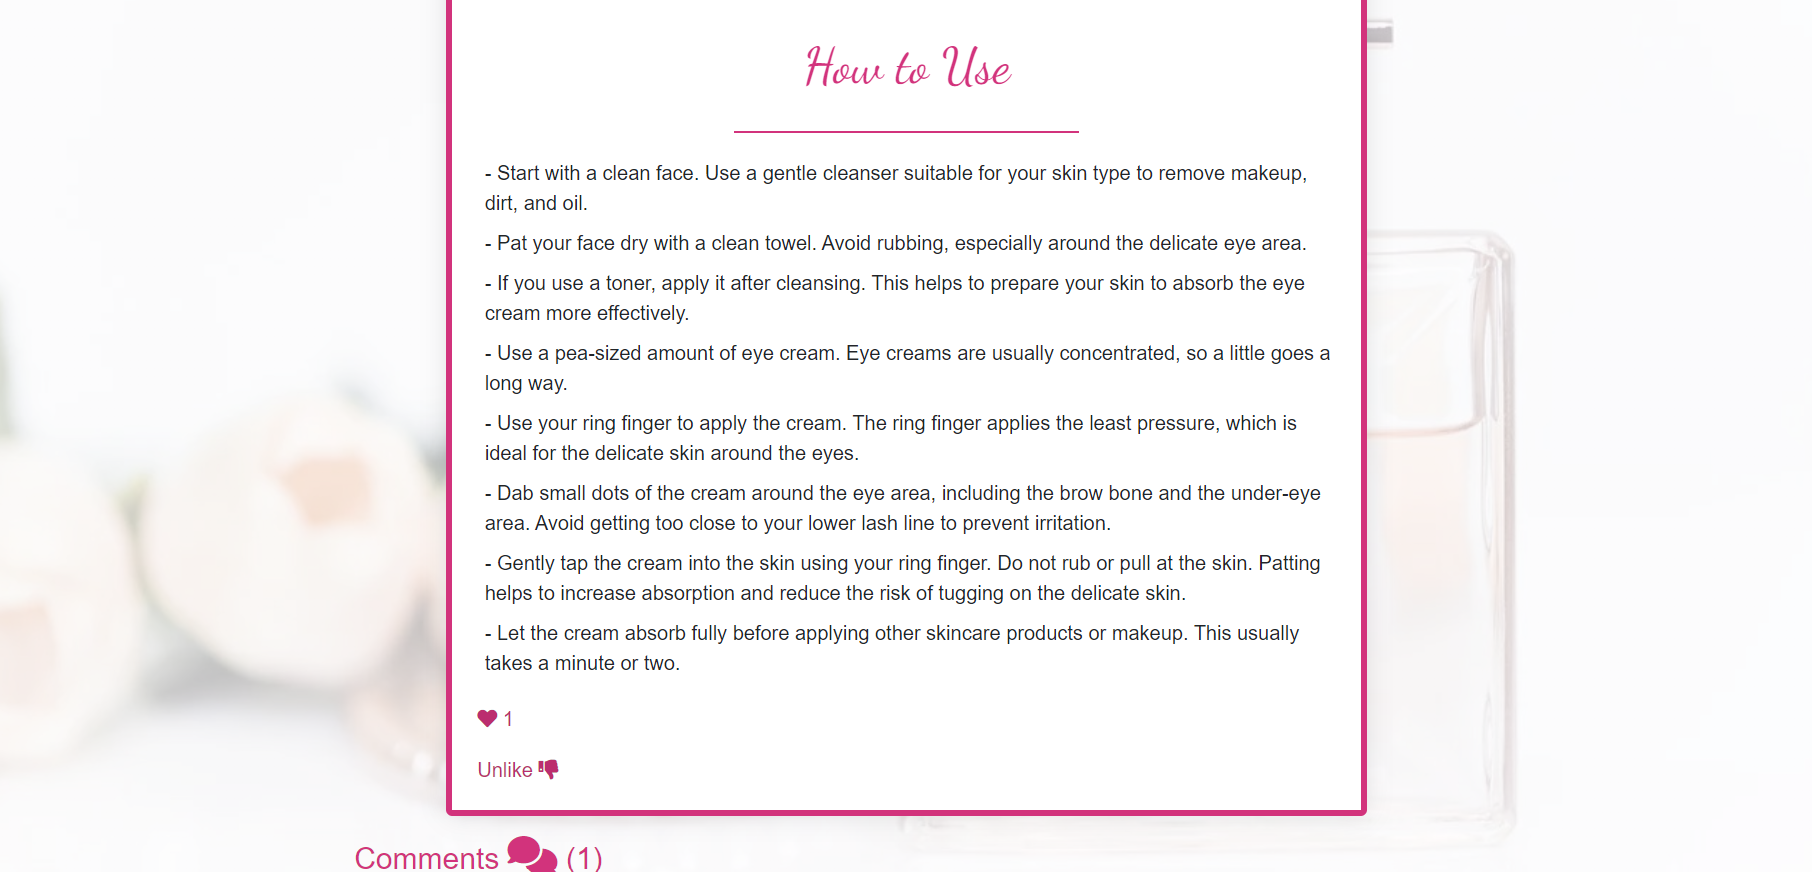 How to Use
- Start with a clean face. Use a gentle cleanser suitable for your skin type to remove makeup,
dirt, and oil.
- Pat your face dry with a clean towel. Avoid rubbing, especially around the delicate eye area.
- If you use a toner, apply it after cleansing. This helps to prepare your skin to absorb the eye
cream more effectively.
- Use a pea-sized amount of eye cream. Eye creams are usually concentrated, so a little goes a
long way.
- Use your ring finger to apply the cream. The ring finger applies the least pressure, which is
ideal for the delicate skin around the eyes.
- Dab small dots of the cream around the eye area, including the brow bone and the under-eye
area. Avoid getting too close to your lower lash line to prevent irritation.
- Gently tap the cream into the skin using your ring finger. Do not rub or pull at the skin. Patting
helps to increase absorption and reduce the risk of tugging on the delicate skin.
- Let the cream absorb fully before applying other skincare products or makeup. This usually
takes a minute or two.
1
Unlike
Comments (1)